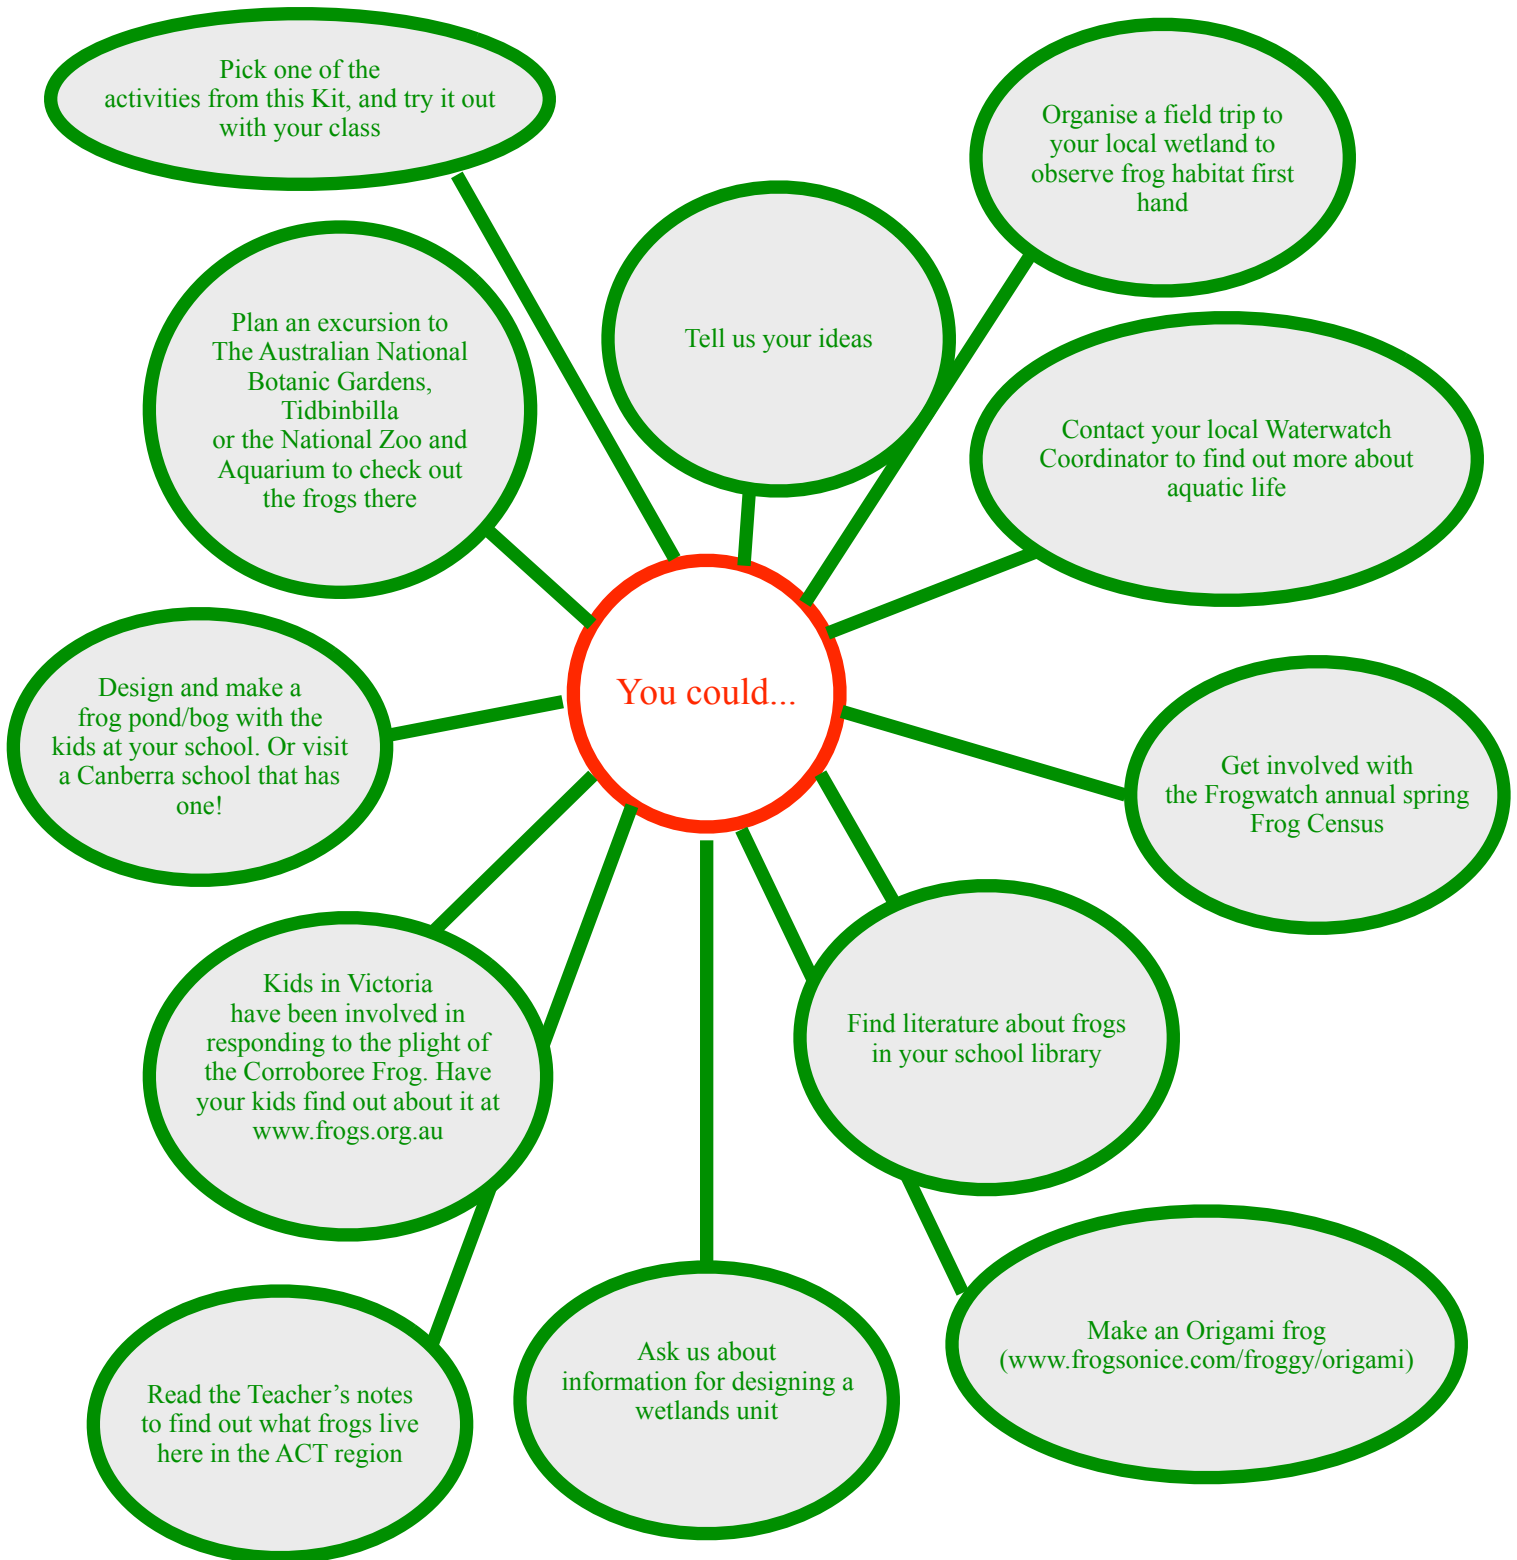 Pick one of the
activities from this Kit, and try it out
with your class
Organise a field trip to
your local wetland to
observe frog habitat first
hand
Plan an excursion to
The Australian National
Botanic Gardens,
Tidbinbilla
or the National Zoo and
Aquarium to check out
the frogs there
Tell us your ideas
Contact your local Waterwatch
Coordinator to find out more about
aquatic life
You could...
Design and make a
frog pond/bog with the
kids at your school. Or visit
a Canberra school that has
one!
Get involved with
the Frogwatch annual spring
Frog Census
Kids in Victoria
have been involved in
responding to the plight of
the Corroboree Frog. Have
your kids find out about it at
www.frogs.org.au
Find literature about frogs
in your school library
Read the Teacher’s notes
to find out what frogs live
here in the ACT region
Ask us about
information for designing a
wetlands unit
Make an Origami frog
(www.frogsonice.com/froggy/origami)